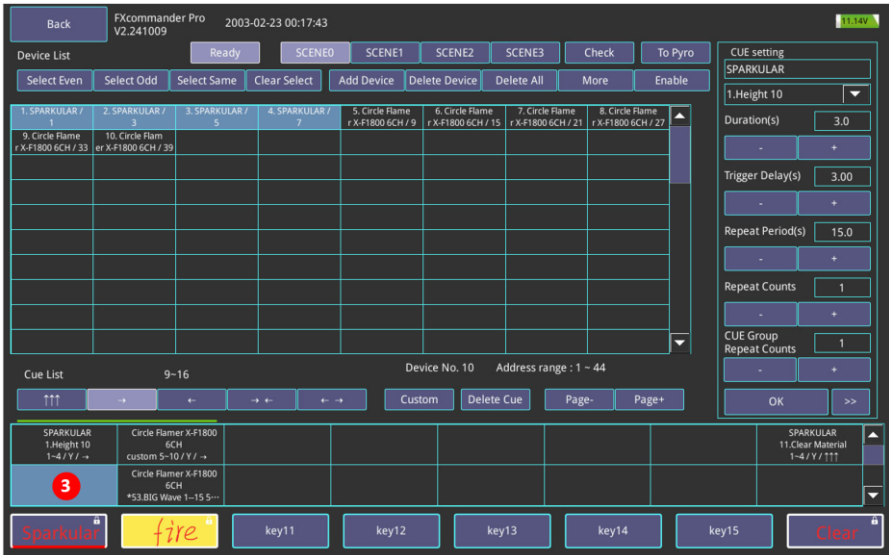 Back
FXcommander Pro
V2.241009
2003-02-23 00:17:43
11.14V
Device List
Ready
SCENE0
SCENE1
SCENE2
SCENE3
Check
To Pyro
Select Even
Select Odd
Select Same
Clear Select
Add Device
Delete Device
Delete All
More
Enable
1. SPARKULAR /
1
2. SPARKULAR /
3
3. SPARKULAR /
5
4. SPARKULAR /
7
5. Circle Flame
r X-F1800 6CH / 9
6. Circle Flame
r X-F1800 6CH / 15
7. Circle Flame
r X-F1800 6CH / 21
8. Circle Flame
r X-F1800 6CH / 27
9. Circle Flame
r X-F1800 6CH / 33
10. Circle Flam
er X-F1800 6CH / 39
CUE setting
SPARKULAR
1.Height 10
Duration(s)
3.0
-
+
Trigger Delay(s)
3.00
-
+
Repeat Period(s)
15.0
-
+
Repeat Counts
1
-
+
CUE Group
Repeat Counts
1
-
+
OK
>>
Cue List
9~16
Device No. 10
Address range : 1 ~ 44
↑↑↑
→
←
→ ←
← →
Custom
Delete Cue
Page-
Page+
SPARKULAR
1.Height 10
1~4 / Y / →
Circle Flamer X-F1800
6CH
custom 5~10 / Y / →
SPARKULAR
11.Clear Material
1~4 / Y / ↑↑↑
3
Circle Flamer X-F1800
6CH
*53.BIG Wave 1--15 5···
Sparkular
fire
key11
key12
key13
key14
key15
Clear